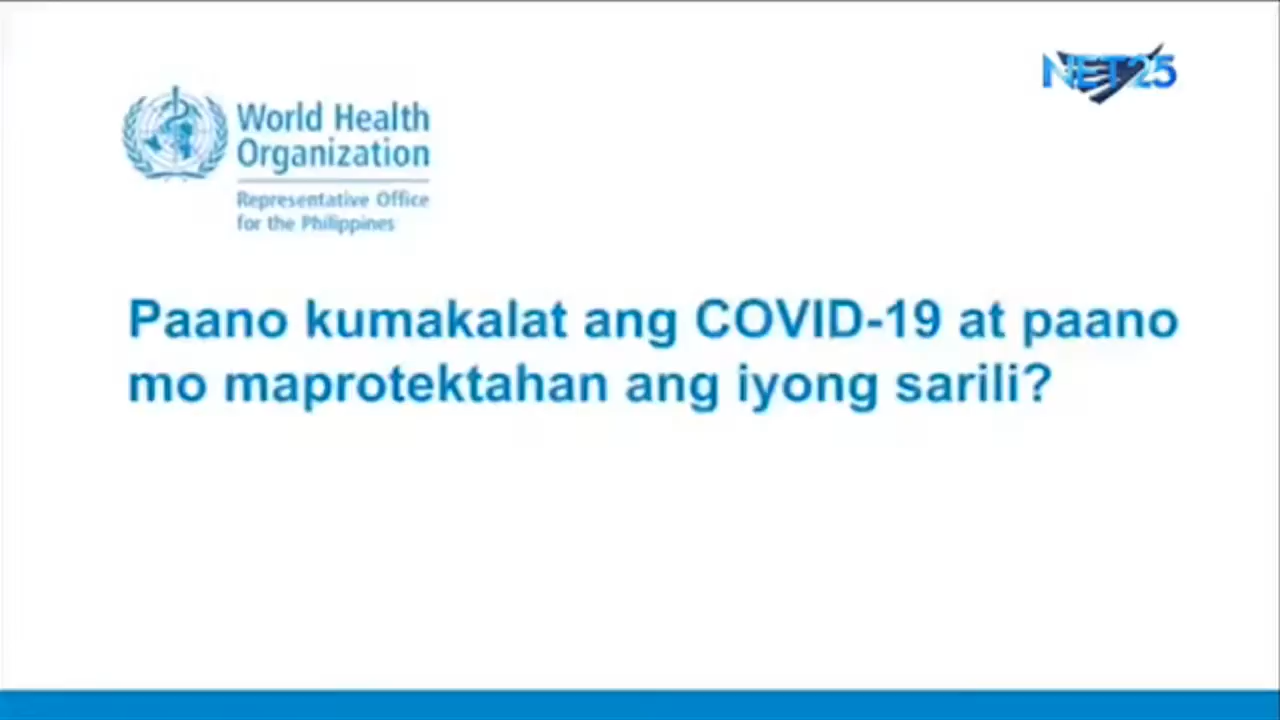 NET25
World Health
Organization
Representative Office
for the Philippines
Paano kumakalat ang COVID-19 at paano
mo maprotektahan ang iyong sarili?